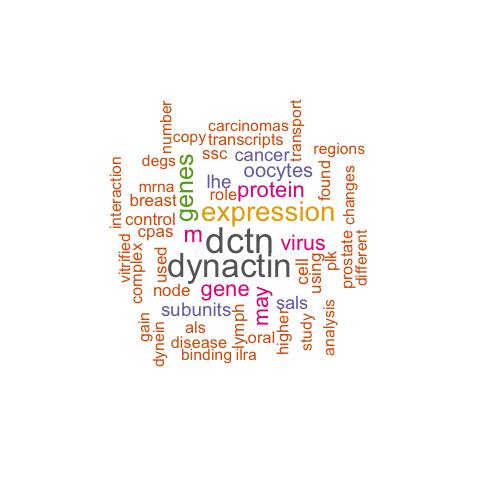 carcinomas
number
copy
transcripts
transport
regions
degs
ssc
cancer
genes
oocytes
found
interaction
mrna
lhe
protein
changes
breast
role
control
expression
cpas
m
dctn
virus
vitrified
complex
used
dynactin
cell
using
plk
prostate
different
node
gene
may
sals
subunits
gain
dynein
als
lymph
oral
higher
study
analysis
disease
binding
ilra